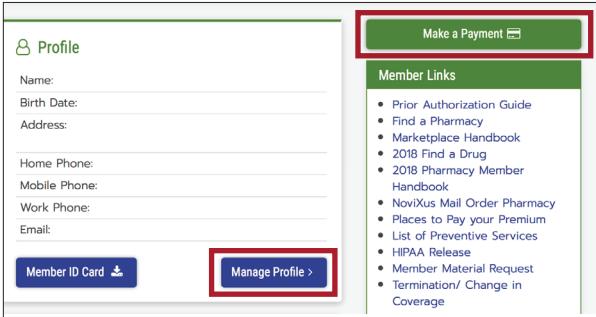 Profile
Name:
Birth Date:
Address:
Home Phone:
Mobile Phone:
Work Phone:
Email:
Member ID Card
Manage Profile >
Make a Payment
Member Links
Prior Authorization Guide
Find a Pharmacy
Marketplace Handbook
2018 Find a Drug
2018 Pharmacy Member
Handbook
NoviXus Mail Order Pharmacy
Places to Pay your Premium
List of Preventive Services
HIPAA Release
Member Material Request
Termination/ Change in
Coverage